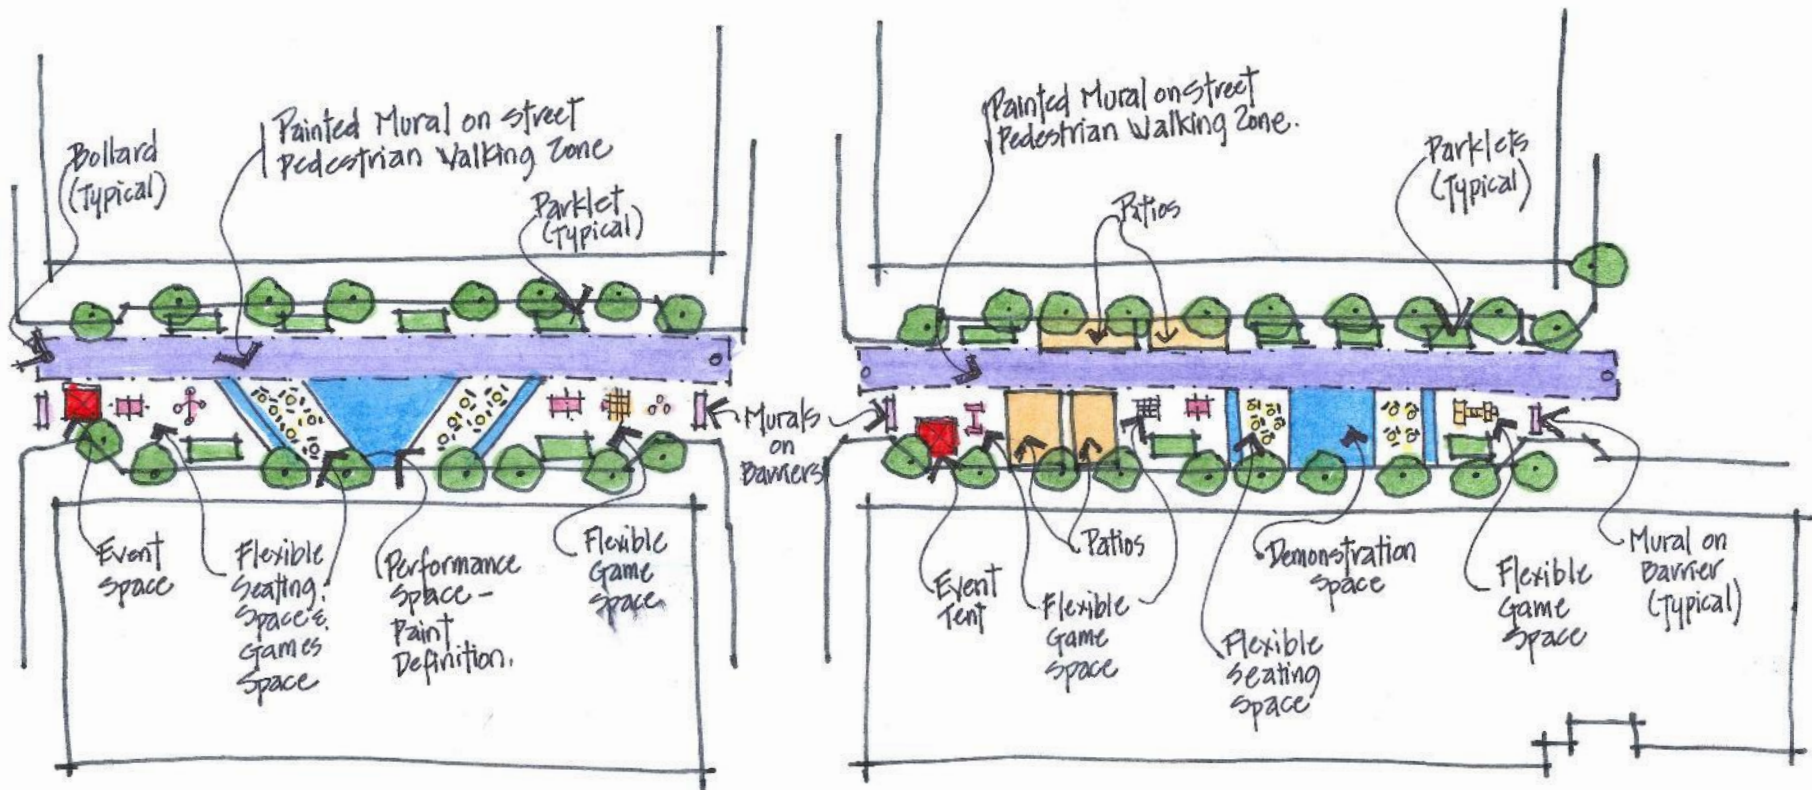 Bollard
(Typical)
Painted Mural on street
Pedestrian Walking Zone
Parklet
(Typical)
Event
Space
Flexible
Seating
Space &
Games
Space
Performance
Space -
Paint
Definition.
Flexible
Game
Space
Murals
on
Barriers
Painted Mural on street
Pedestrian Walking Zone.
Patios
Parklets
(Typical)
Event
Tent
Flexible
Game
Space
Patios
Flexible
Seating
Space
Demonstration
Space
Flexible
Game
Space
Mural on
Barrier
(Typical)